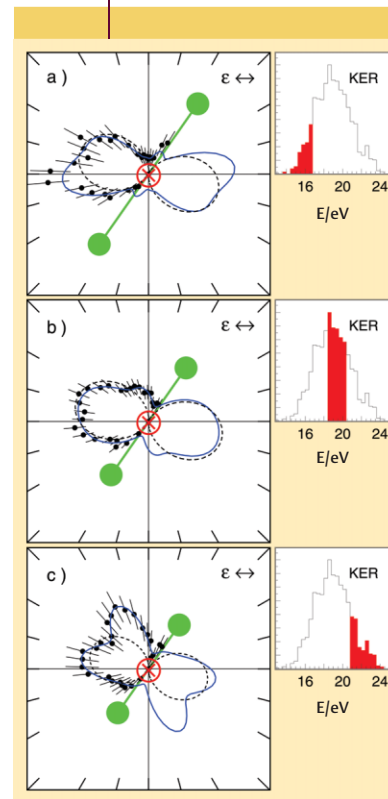 a) ε ↔ KER
16 20 24
E/eV
b) ε ↔ KER
16 20 24
E/eV
c) ε ↔ KER
16 20 24
E/eV